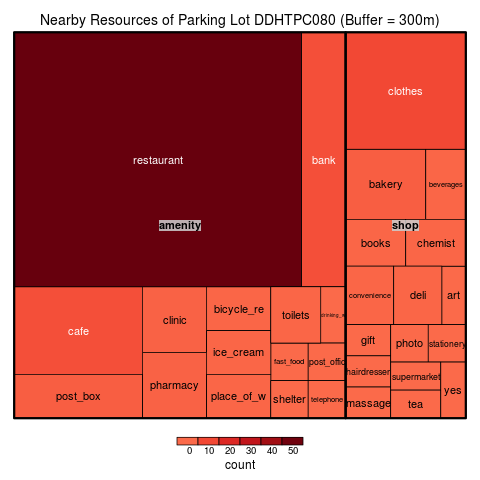 Nearby Resources of Parking Lot DDHTPC080 (Buffer = 300m)
restaurant
bank
amenity
cafe
post_box
clinic
pharmacy
bicycle_re
ice_cream
place_of_w
toilets
fast_food
post_offic
shelter
telephone
clothes
bakery
beverages
shop
books
chemist
convenience
deli
art
gift
photo
stationery
hairdresser
supermarket
yes
massage
tea
0 10 20 30 40 50
count